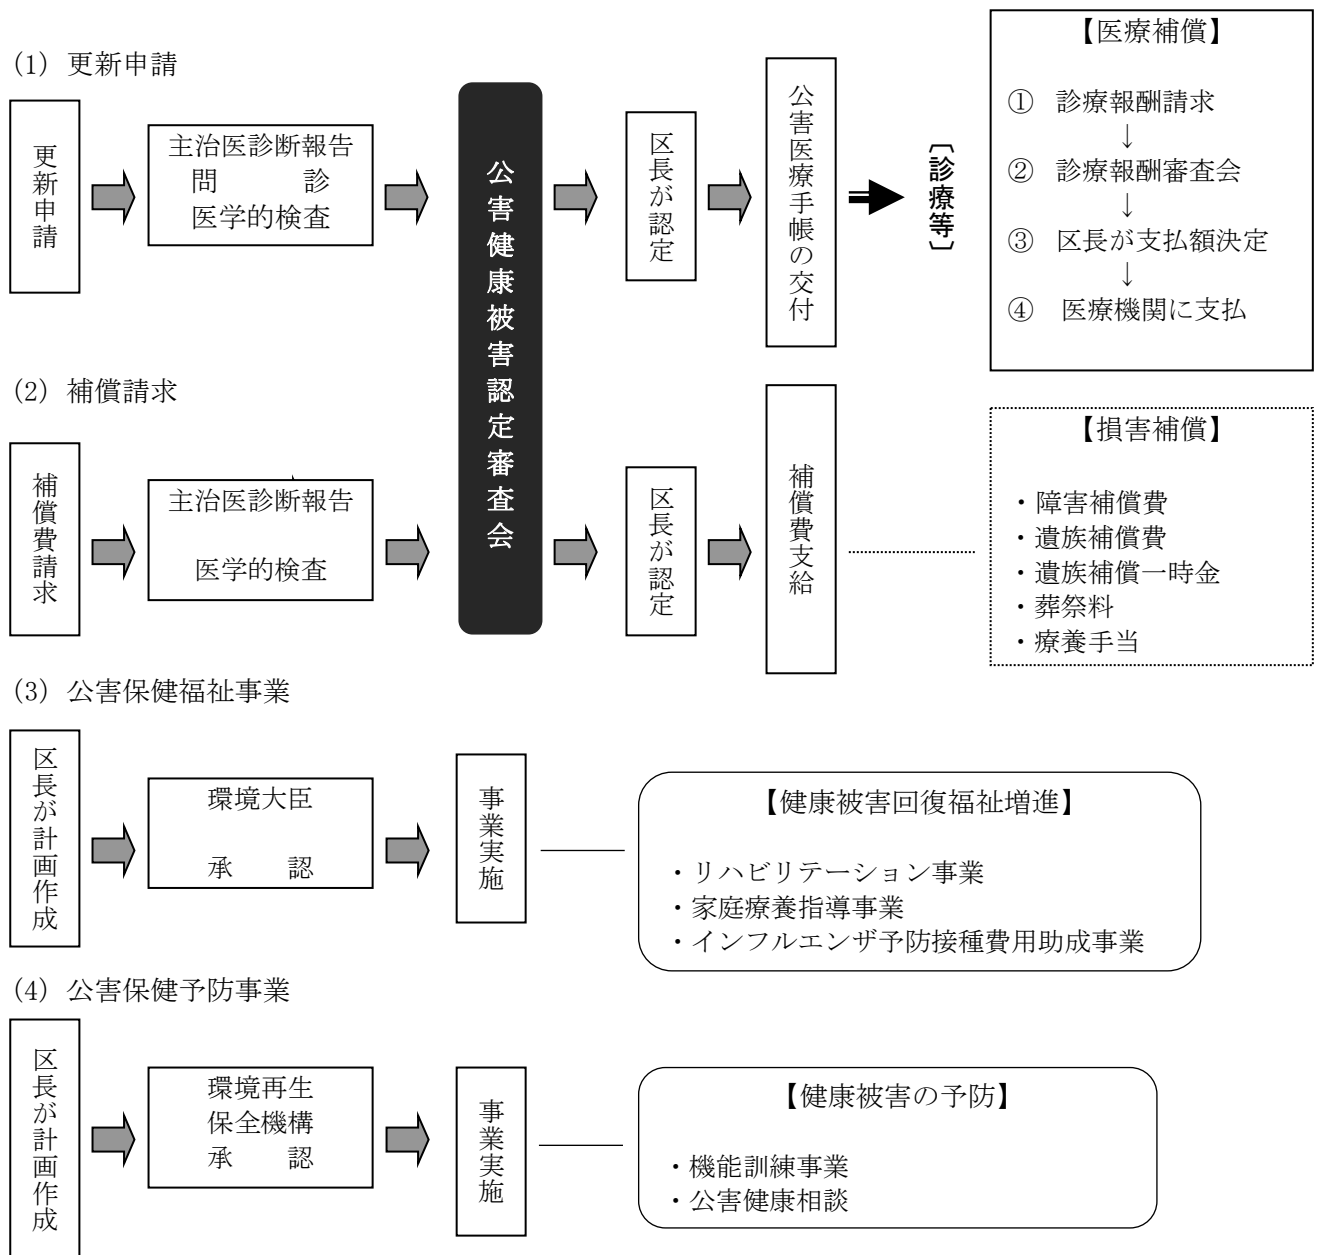 (1) 更新申請
更新申請
主治医診断報告
問　　診
医学的検査
公害健康被害認定審査会
区長が認定
公害医療手帳の交付
〔診療等〕
【医療補償】
① 診療報酬請求
↓
② 診療報酬審査会
↓
③ 区長が支払額決定
↓
④ 医療機関に支払
(2) 補償請求
補償費請求
主治医診断報告
医学的検査
区長が認定
補償費支給
【損害補償】
・障害補償費
・遺族補償費
・遺族補償一時金
・葬祭料
・療養手当
(3) 公害保健福祉事業
区長が計画作成
環境大臣
承　　認
事業実施
【健康被害回復福祉増進】
・リハビリテーション事業
・家庭療養指導事業
・インフルエンザ予防接種費用助成事業
(4) 公害保健予防事業
区長が計画作成
環境再生
保全機構
承　　認
事業実施
【健康被害の予防】
・機能訓練事業
・公害健康相談